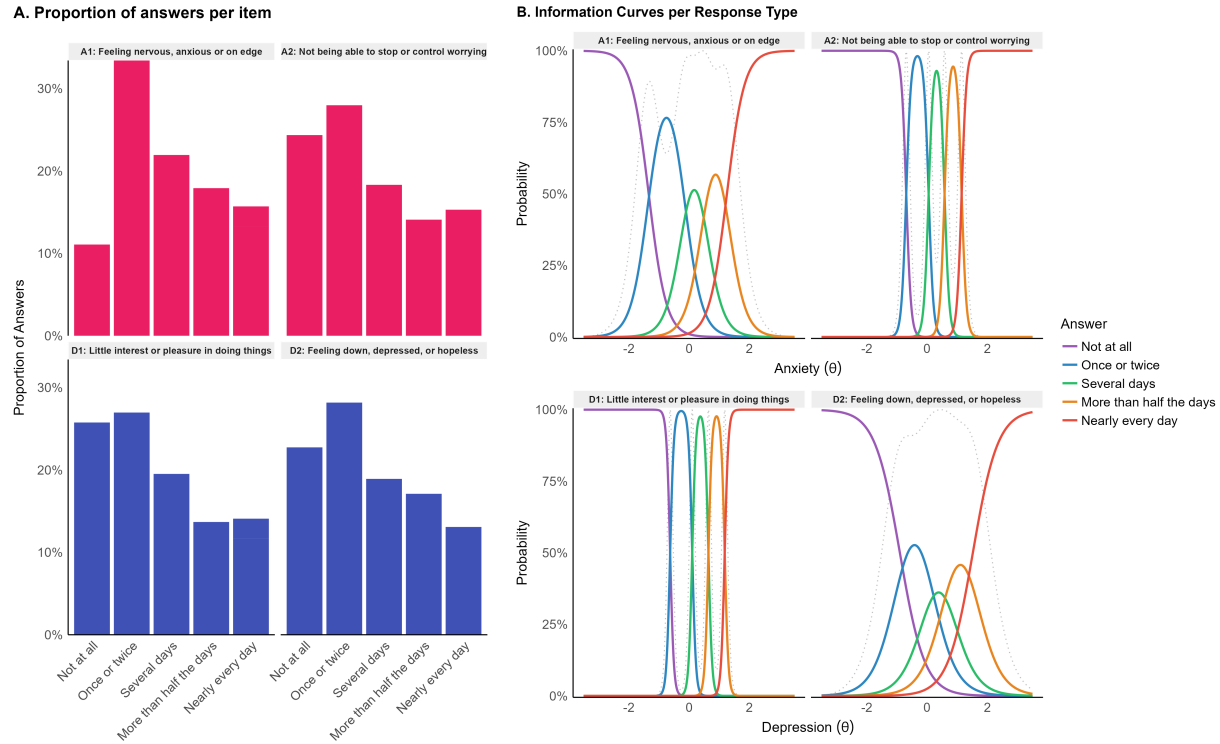 A. Proportion of answers per item
A1: Feeling nervous, anxious or on edge
A2: Not being able to stop or control worrying
30%
20%
10%
0%
D1: Little interest or pleasure in doing things
D2: Feeling down, depressed, or hopeless
30%
20%
10%
0%
Proportion of Answers
Not at all
Once or twice
Several days
More than half the days
Nearly every day
Not at all
Once or twice
Several days
More than half the days
Nearly every day
B. Information Curves per Response Type
A1: Feeling nervous, anxious or on edge
A2: Not being able to stop or control worrying
100%
75%
50%
25%
0%
Probability
-2 0 2
-2 0 2
Anxiety (θ)
D1: Little interest or pleasure in doing things
D2: Feeling down, depressed, or hopeless
100%
75%
50%
25%
0%
Probability
-2 0 2
-2 0 2
Depression (θ)
Answer
Not at all
Once or twice
Several days
More than half the days
Nearly every day